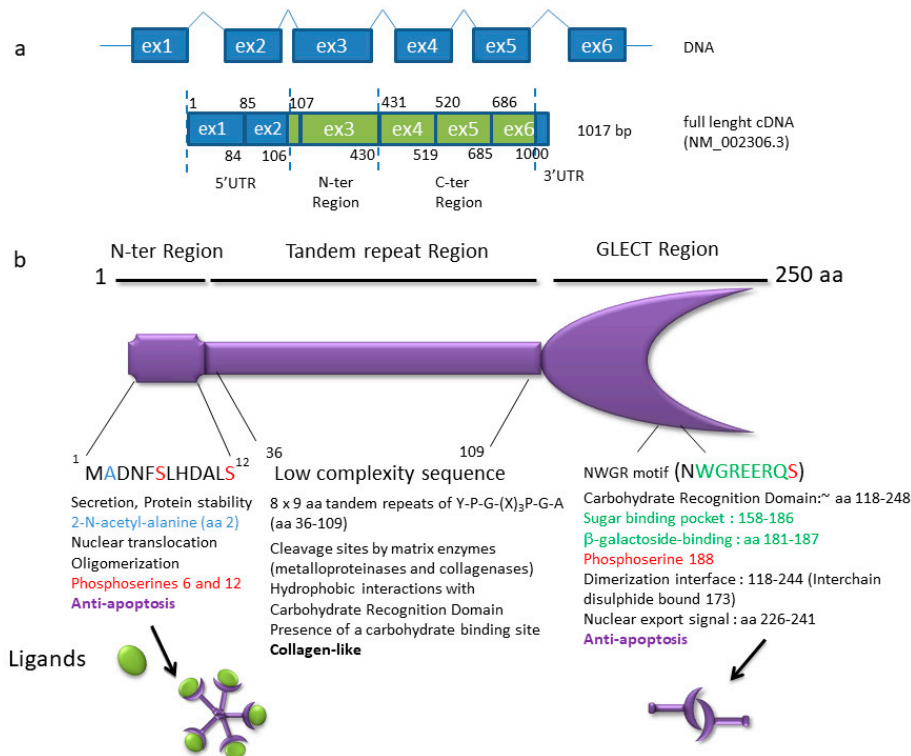 a
ex1 ex2 ex3 ex4 ex5 ex6 DNA
1 85 107 431 520 686
ex1 ex2 ex3 ex4 ex5 ex6 1017 bp
84 106 430 519 685 1000
full lenght cDNA
(NM_002306.3)
5'UTR
N-ter
Region
C-ter
Region
3'UTR
b
N-ter Region Tandem repeat Region GLECT Region
1 250 aa
1 12
MADNFSLHDALS
Secretion, Protein stability
2-N-acetyl-alanine (aa 2)
Nuclear translocation
Oligomerization
Phosphoserines 6 and 12
Anti-apoptosis
36 109
Low complexity sequence
8 x 9 aa tandem repeats of Y-P-G-(X)₃P-G-A
(aa 36-109)
Cleavage sites by matrix enzymes
(metalloproteinases and collagenases)
Hydrophobic interactions with
Carbohydrate Recognition Domain
Presence of a carbohydrate binding site
Collagen-like
NWGR motif (NWGREERQS)
Carbohydrate Recognition Domain:~ aa 118-248
Sugar binding pocket : 158-186
β-galactoside-binding : aa 181-187
Phosphoserine 188
Dimerization interface : 118-244 (Interchain
disulphide bound 173)
Nuclear export signal : aa 226-241
Anti-apoptosis
Ligands